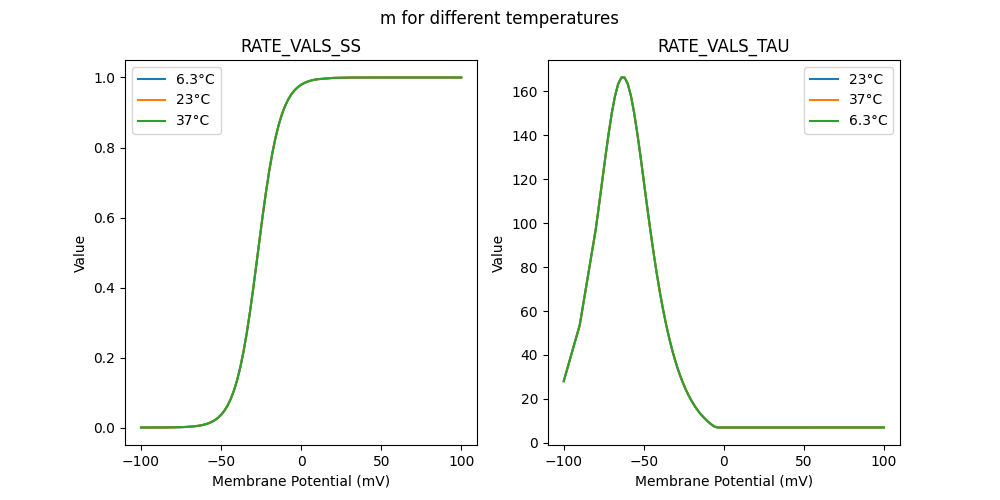 m for different temperatures
RATE_VALS_SS
1.0
0.8
0.6
0.4
0.2
0.0
Value
6.3°C
23°C
37°C
−100
−50
0
50
100
Membrane Potential (mV)
RATE_VALS_TAU
160
140
120
100
80
60
40
20
0
Value
23°C
37°C
6.3°C
−100
−50
0
50
100
Membrane Potential (mV)